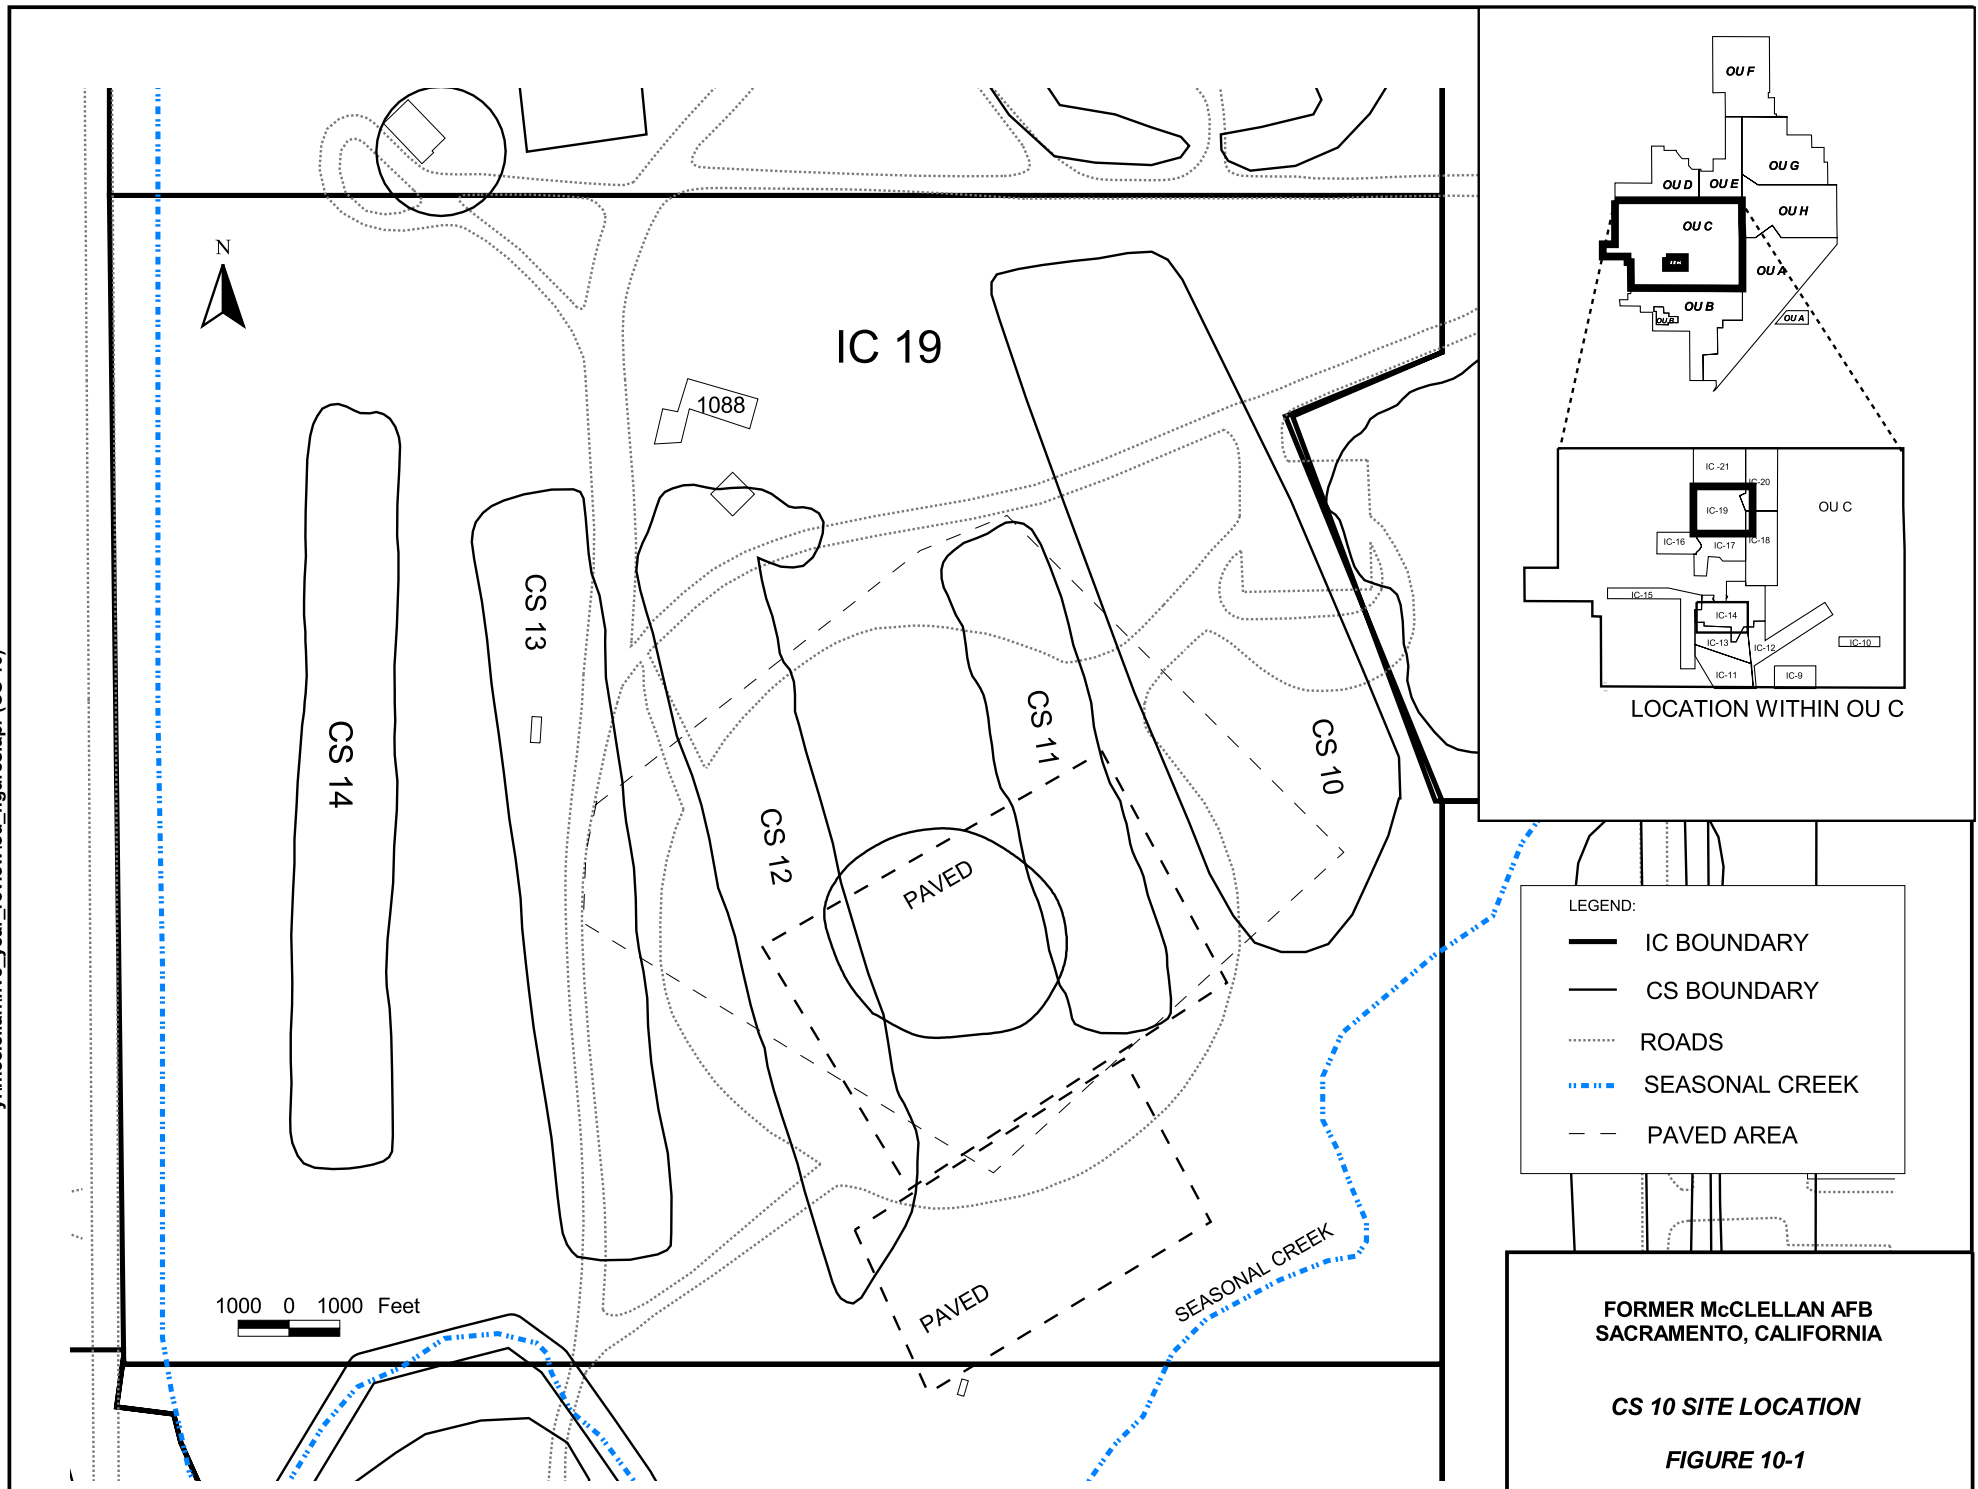 N
IC 19
1088
CS 14
CS 13
CS 12
CS 11
CS 10
PAVED
PAVED
SEASONAL CREEK
1000 0 1000 Feet
OU F
OU G
OU D
OU E
OU H
OU C
OU A
OU B
OU A
IC -21
IC-20
IC-19
OU C
IC-16
IC-17
IC-18
IC-15
IC-14
IC-13
IC-12
IC-10
IC-11
IC-9
LOCATION WITHIN OU C
LEGEND:
IC BOUNDARY
CS BOUNDARY
ROADS
SEASONAL CREEK
PAVED AREA
FORMER McCLELLAN AFB
SACRAMENTO, CALIFORNIA
CS 10 SITE LOCATION
FIGURE 10-1